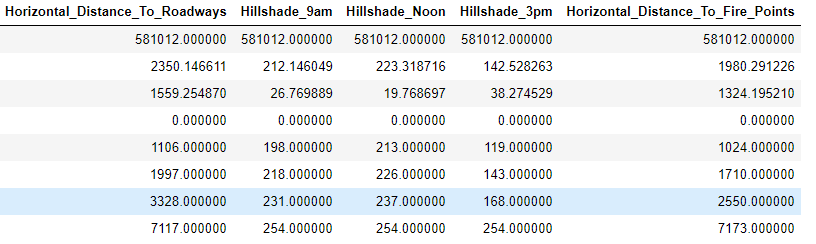 Horizontal_Distance_To_Roadways Hillshade_9am Hillshade_Noon Hillshade_3pm Horizontal_Distance_To_Fire_Points
581012.000000 581012.000000 581012.000000 581012.000000 581012.000000
2350.146611 212.146049 223.318716 142.528263 1980.291226
1559.254870 26.769889 19.768697 38.274529 1324.195210
0.000000 0.000000 0.000000 0.000000 0.000000
1106.000000 198.000000 213.000000 119.000000 1024.000000
1997.000000 218.000000 226.000000 143.000000 1710.000000
3328.000000 231.000000 237.000000 168.000000 2550.000000
7117.000000 254.000000 254.000000 254.000000 7173.000000